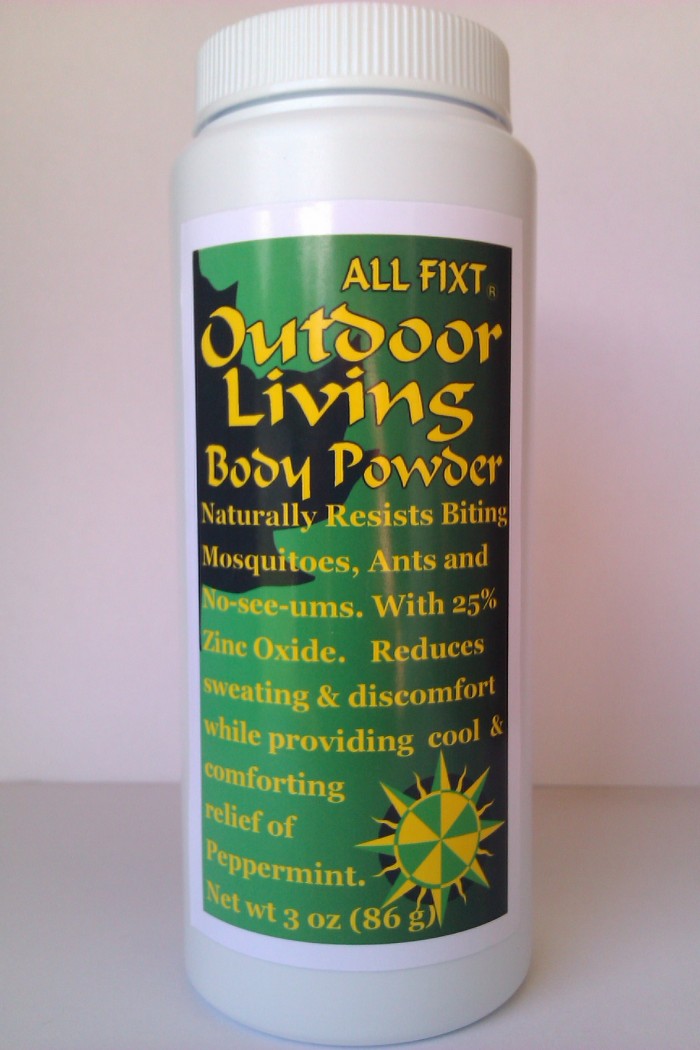 ALL FIXT®
Outdoor
Living
Body Powder
Naturally Resists Biting
Mosquitoes, Ants and
No-see-ums. With 25%
Zinc Oxide. Reduces
sweating & discomfort
while providing cool &
comforting
relief of
Peppermint.
Net wt 3 oz (86 g)